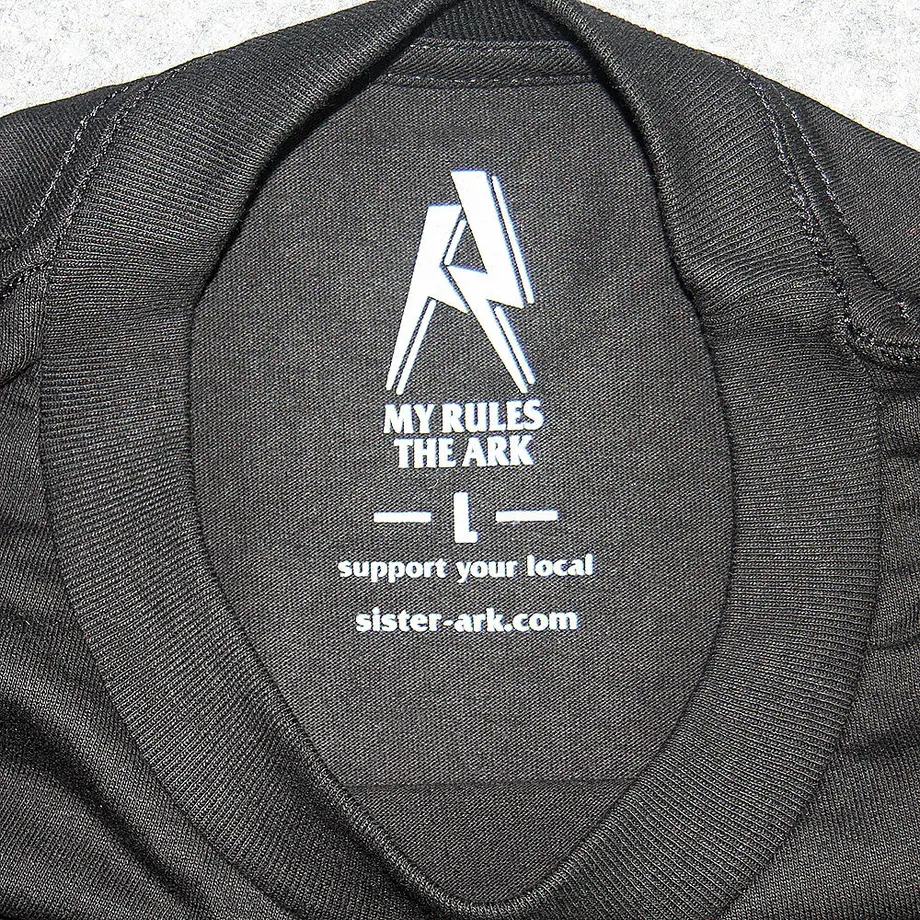 MY RULES
THE ARK
L
support your local
sister-ark.com